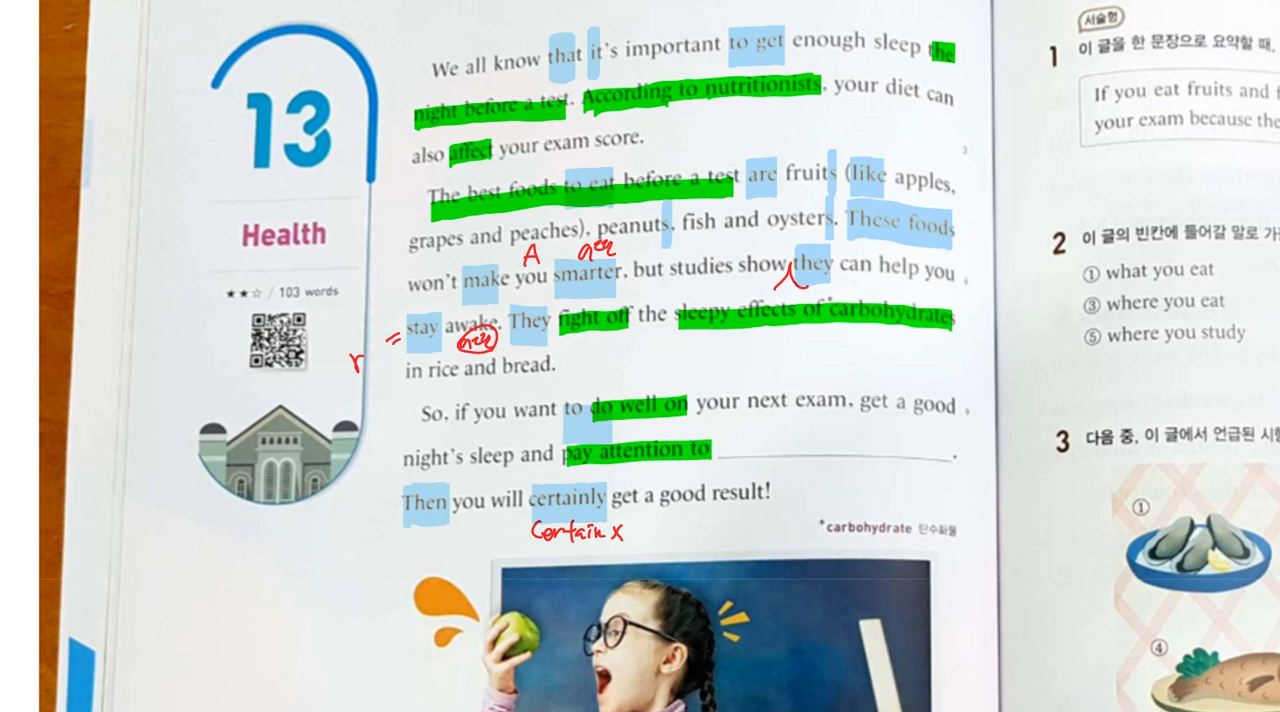 13
Health
★★☆ / 103 words
We all know that it's important to get enough sleep the
night before a test. According to nutritionists, your diet can
also affect your exam score.
The best foods to eat before a test are fruits (like apples,
grapes and peaches), peanuts, fish and oysters. These foods
A
won't make you smarter, but studies show they can help you
= stay awake. They fight off the sleepy effects of *carbohydrates
r
in rice and bread.
So, if you want to do well on your next exam, get a good
night's sleep and pay attention to ____________.
Then you will certainly get a good result!
certain x
*carbohydrate 탄수화물
서술형
1 이 글을 한 문장으로 요약할 때,
If you eat fruits and
your exam because the
2 이 글의 빈칸에 들어갈 말로
① what you eat
③ where you eat
⑤ where you study
3 다음 중, 이 글에서 언급된
①
④